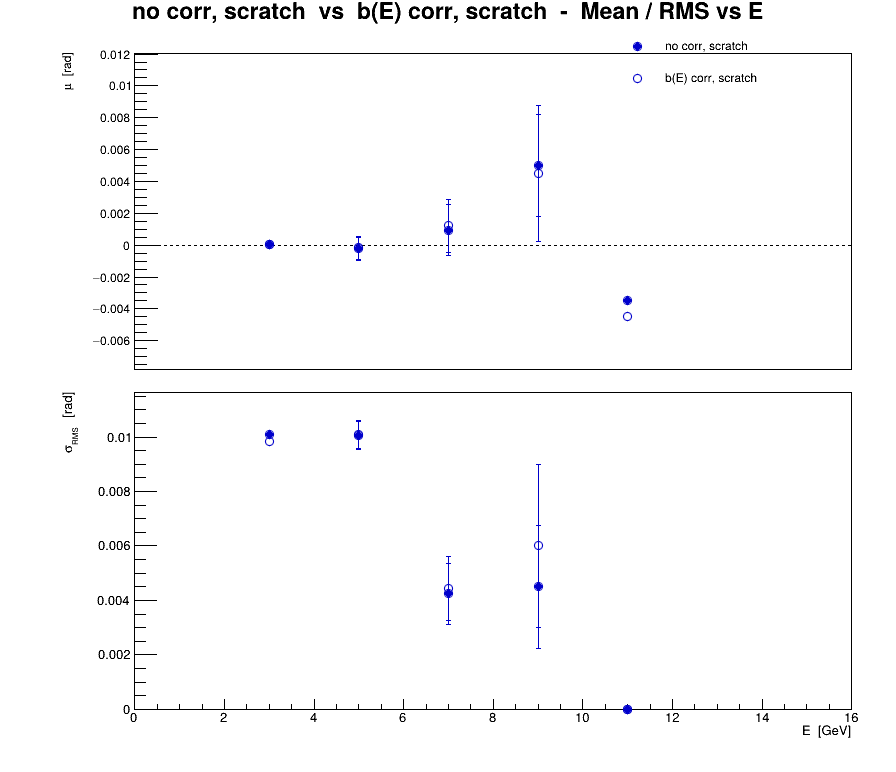 no corr, scratch  vs  b(E) corr, scratch  -  Mean / RMS vs E
no corr, scratch
b(E) corr, scratch
μ [rad]
0.012
0.01
0.008
0.006
0.004
0.002
0
−0.002
−0.004
−0.006
σRMS [rad]
0.01
0.008
0.006
0.004
0.002
0
0 2 4 6 8 10 12 14 16
E [GeV]